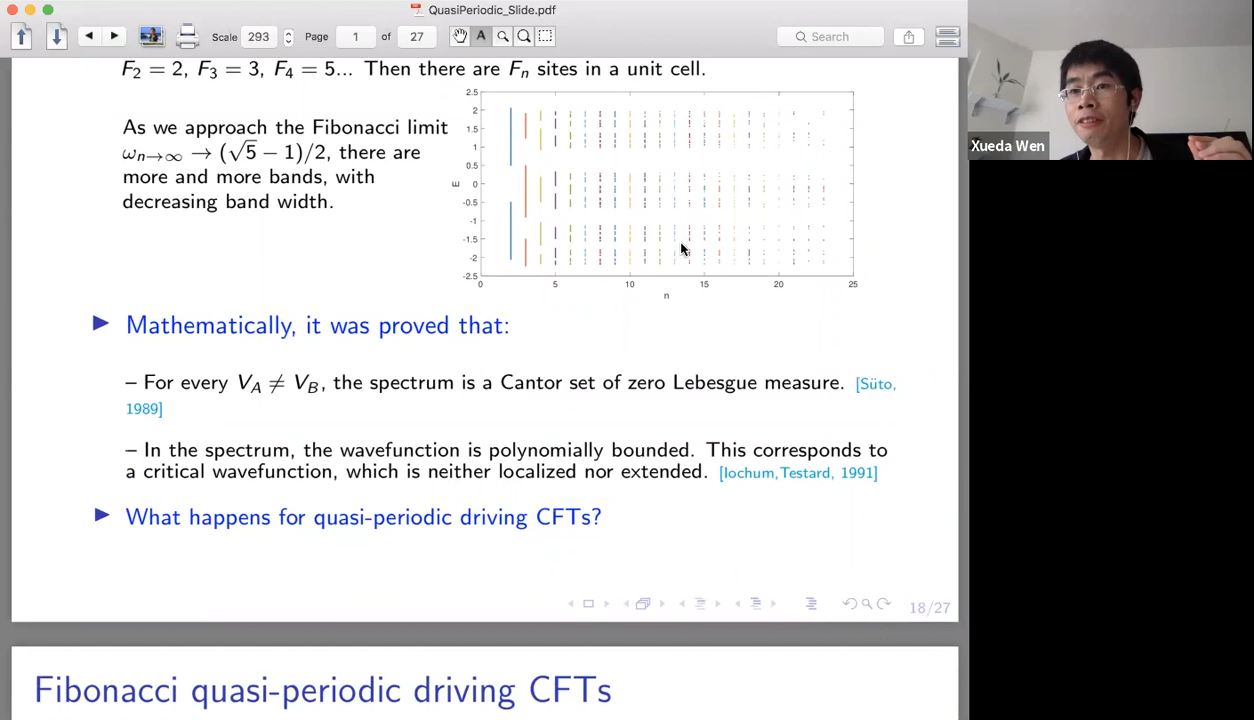 QuasiPeriodic_Slide.pdf
Scale 293 Page 1 of 27 Search
F₂ = 2, F₃ = 3, F₄ = 5... Then there are Fₙ sites in a unit cell.
As we approach the Fibonacci limit
ωₙ→∞ → (√5 − 1)/2, there are
more and more bands, with
decreasing band width.
2.5
2
1.5
1
0.5
0
-0.5
-1
-1.5
-2
-2.5
E
0 5 10 15 20 25
n
Xueda Wen
Mathematically, it was proved that:
– For every V_A ≠ V_B, the spectrum is a Cantor set of zero Lebesgue measure. [Süto,
1989]
– In the spectrum, the wavefunction is polynomially bounded. This corresponds to
a critical wavefunction, which is neither localized nor extended. [Iochum,Testard, 1991]
What happens for quasi-periodic driving CFTs?
18/27
Fibonacci quasi-periodic driving CFTs